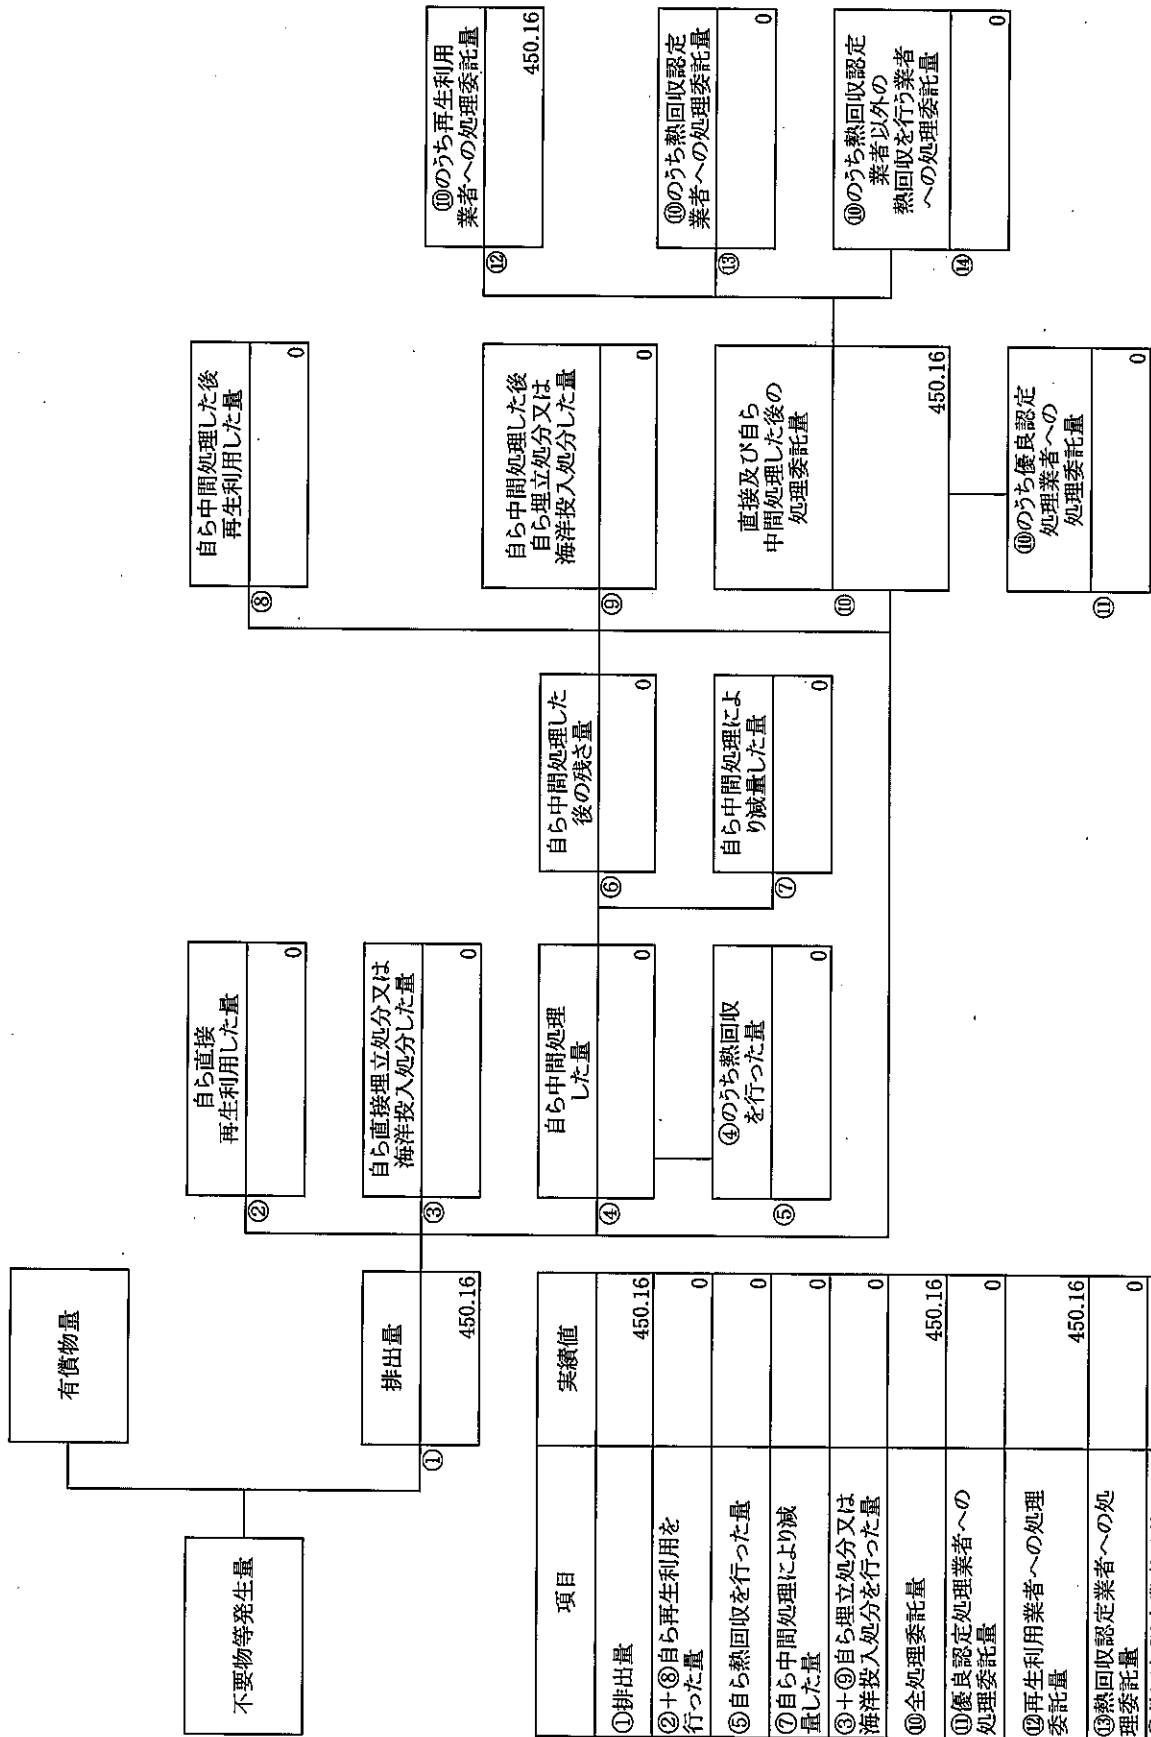 不要物等発生量
有償物量
排出量
①
450.16
自ら直接
再生利用した量
②
0
自ら直接埋立処分又は
海洋投入処分した量
③
0
自ら中間処理
した量
④
0
④のうち熱回収
を行った量
⑤
0
自ら中間処理した
後の残さ量
⑥
0
自ら中間処理によ
り減量した量
⑦
0
自ら中間処理した後
再生利用した量
⑧
0
自ら中間処理した後
自ら埋立処分又は
海洋投入処分した量
⑨
0
直接及び自ら
中間処理した後の
処理委託量
⑩
450.16
⑩のうち優良認定
処理業者への
処理委託量
⑪
0
⑩のうち再生利用
業者への処理委託量
⑫
450.16
⑩のうち熱回収認定
業者への処理委託量
⑬
0
⑩のうち熱回収認定
業者以外の
熱回収を行う業者
への処理委託量
⑭
0
項目 実績値
①排出量 450.16
②+⑧自ら再生利用を
行った量 0
⑤自ら熱回収を行った量 0
⑦自ら中間処理により減
量した量 0
③+⑨自ら埋立処分又は
海洋投入処分を行った量 0
⑩全処理委託量 450.16
⑪優良認定処理業者への
処理委託量 0
⑫再生利用業者への処理
委託量 450.16
⑬熱回収認定業者への処
理委託量 0